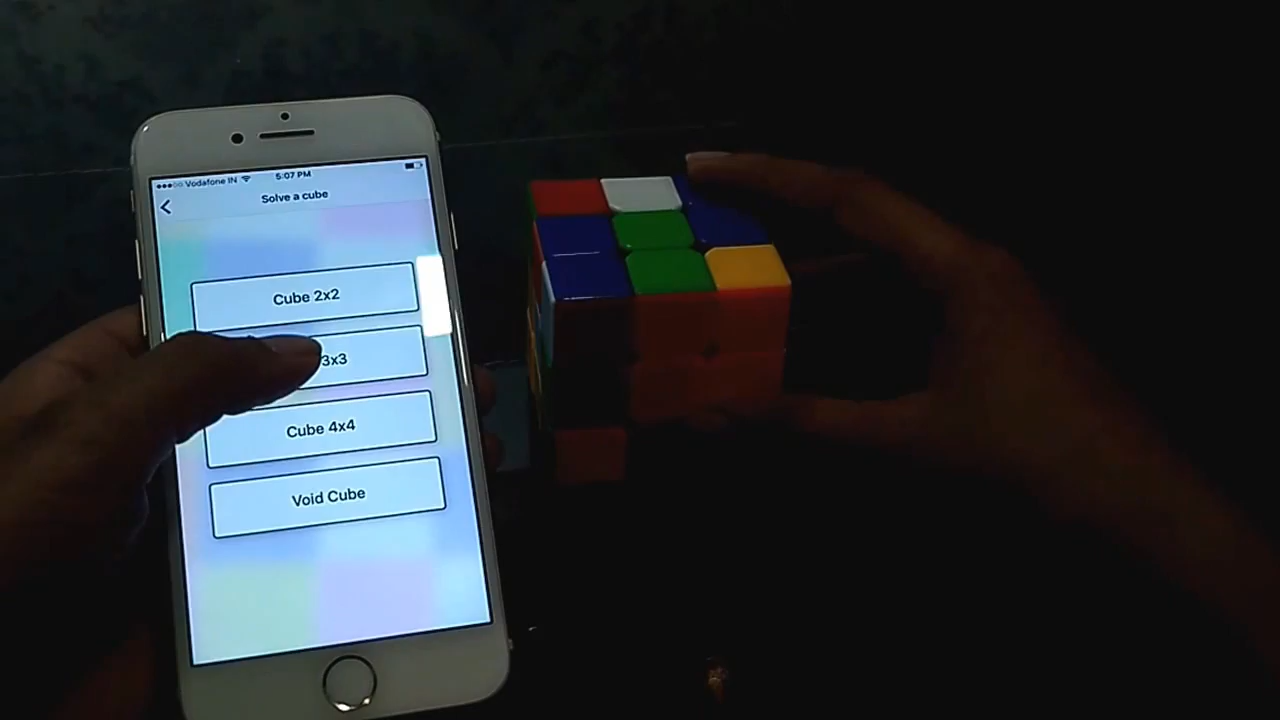 Vodafone IN 5:07 PM
Solve a cube
Cube 2x2
3x3
Cube 4x4
Void Cube